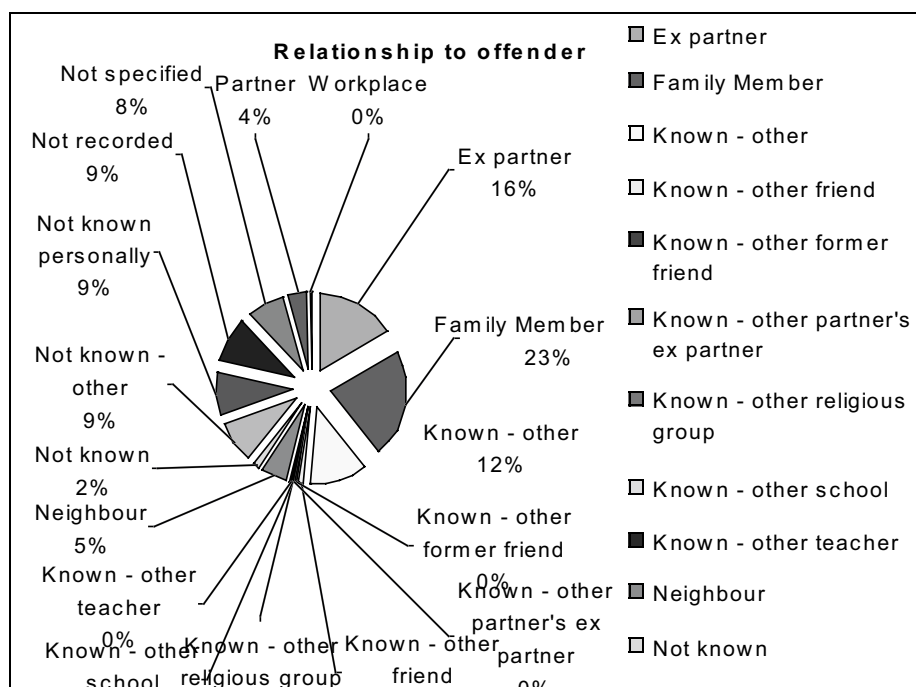 Relationship to offender
Not specified
8%
Partner
4%
Workplace
0%
Not recorded
9%
Ex partner
16%
Not known
personally
9%
Family Member
23%
Not known -
other
9%
Known - other
12%
Not known
2%
Neighbour
5%
Known - other
former friend
0%
Known - other
teacher
0%
Known - other
partner's ex
partner
0%
Known - other
school
Known - other
religious group
Known - other
friend
Ex partner
Family Member
Known - other
Known - other friend
Known - other former
friend
Known - other partner's
ex partner
Known - other religious
group
Known - other school
Known - other teacher
Neighbour
Not known